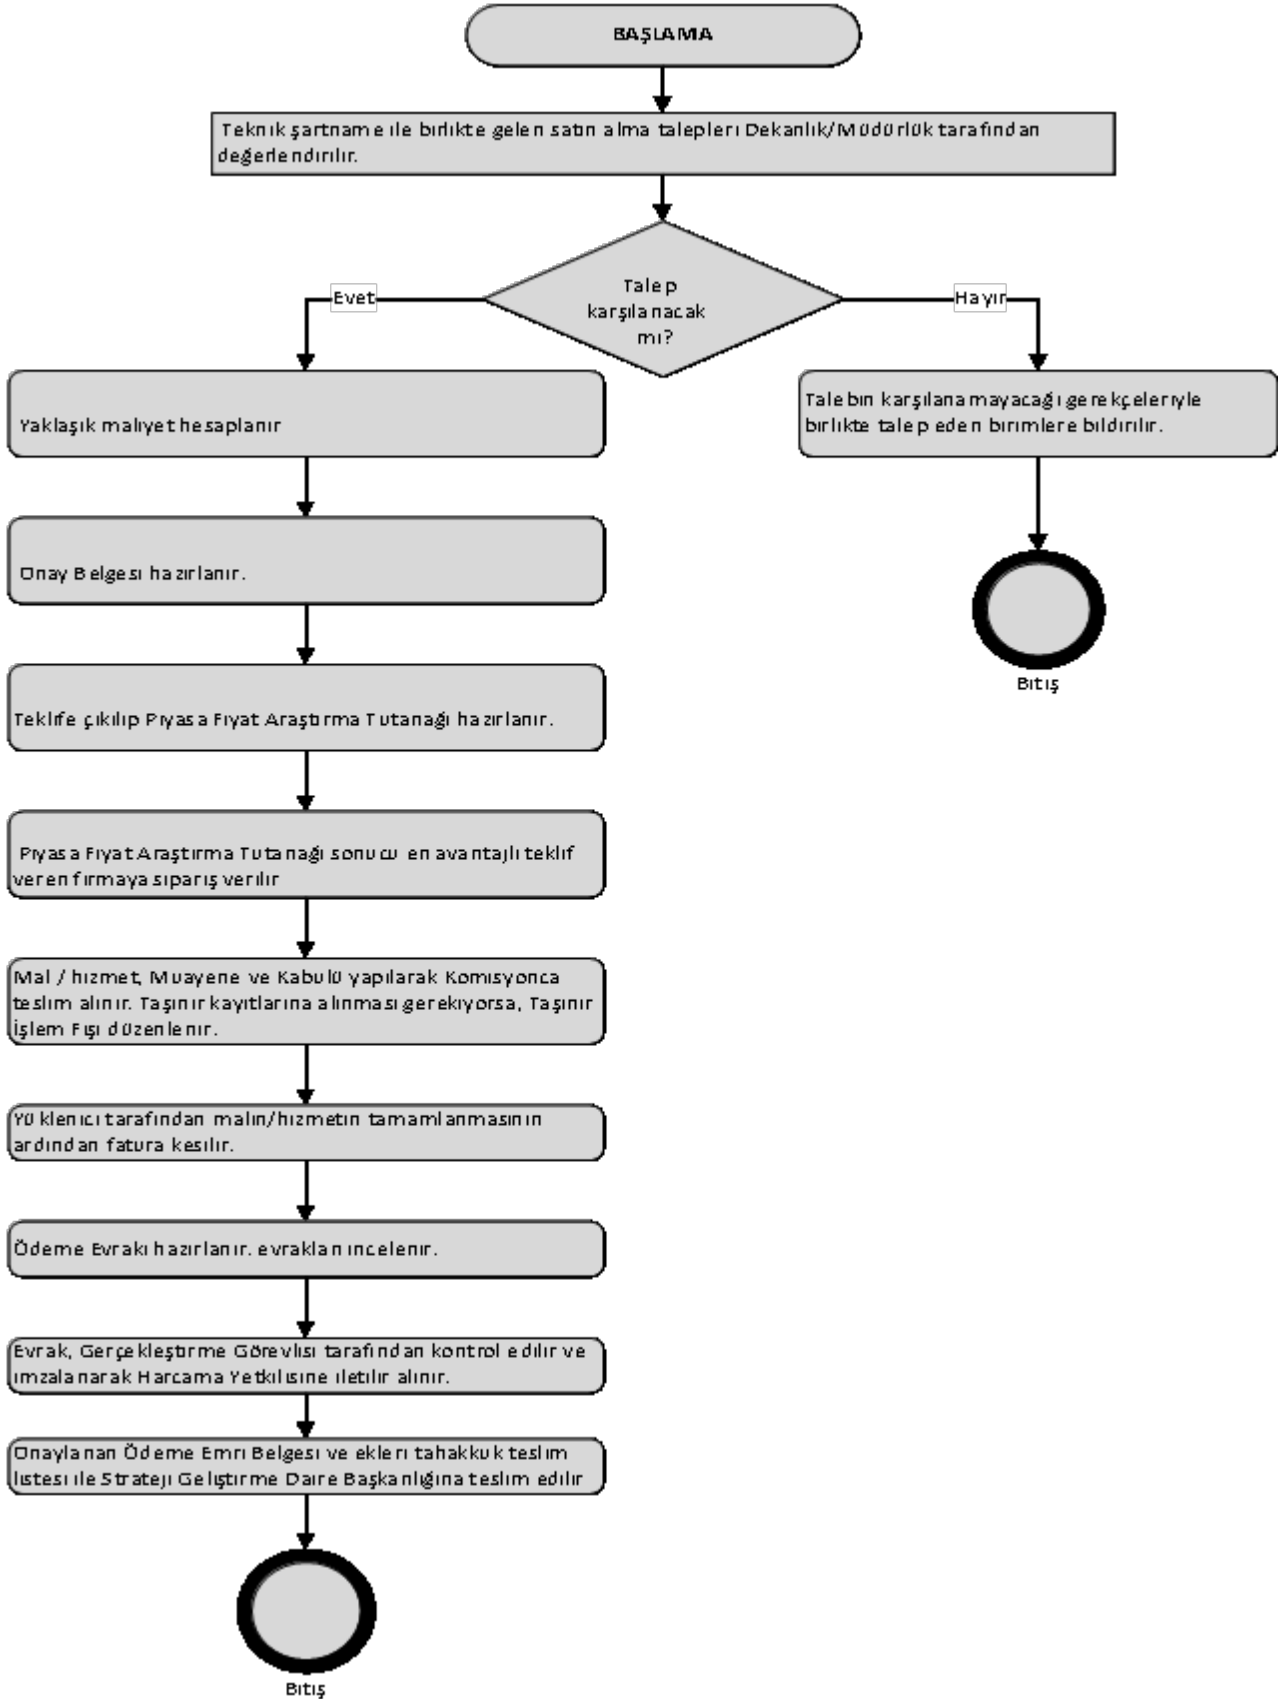 BAŞLAMA
Teknik şartname ile birlikte gelen satın alma talepleri Dekanlık/Müdürlük tarafından
değerlendirilir.
Talep
karşılanacak
mı?
Evet
Hayır
Yaklaşık maliyet hesaplanır
Talebin karşılanamayacağı gerekçeleriyle
birlikte talep eden birimlere bildirilir.
Onay Belgesi hazırlanır.
Bitiş
Teklife çıkılıp Piyasa Fiyat Araştırma Tutanağı hazırlanır.
Piyasa Fiyat Araştırma Tutanağı sonucu en avantajlı teklif
veren firmaya sipariş verilir
Mal / hizmet, Muayene ve Kabulü yapılarak Komisyonca
teslim alınır. Taşınır kayıtlarına alınması gerekiyorsa, Taşınır
İşlem Fişi düzenlenir.
Yüklenici tarafından malın/hizmetin tamamlanmasının
ardından fatura kesilir.
Ödeme Evrakı hazırlanır. evrakları incelenir.
Evrak, Gerçekleştirme Görevlisi tarafından kontrol edilir ve
imzalanarak Harcama Yetkilisine iletilir alınır.
Onaylanan Ödeme Emri Belgesi ve ekleri tahakkuk teslim
listesi ile Strateji Geliştirme Daire Başkanlığına teslim edilir
Bitiş